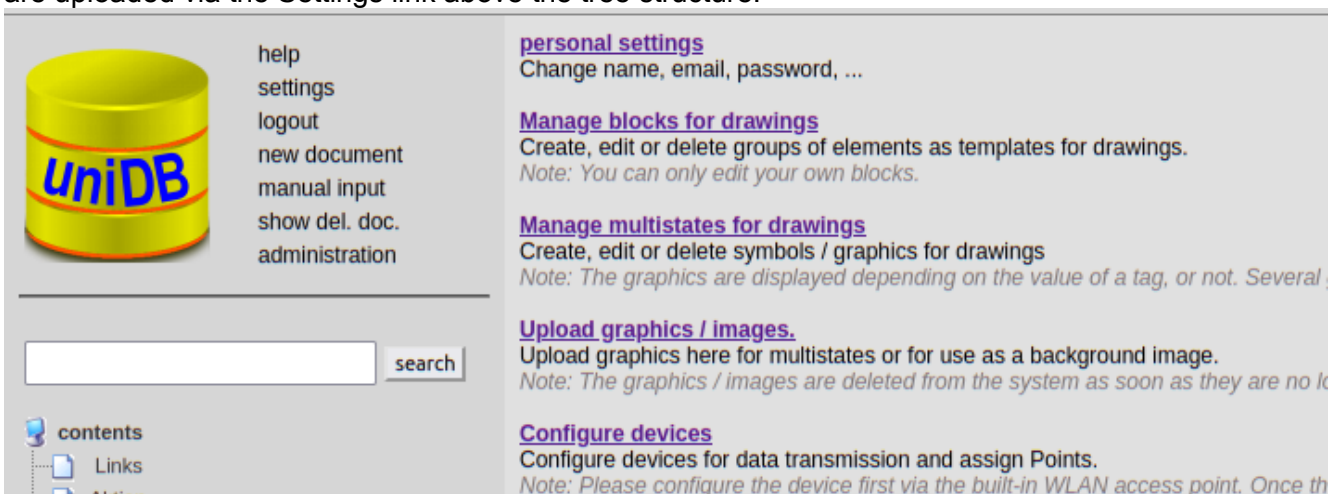 are uploaded via the Settings link above the tree structure.
uniDB
help
settings
logout
new document
manual input
show del. doc.
administration
search
contents
Links
personal settings
Change name, email, password, ...
Manage blocks for drawings
Create, edit or delete groups of elements as templates for drawings.
Note: You can only edit your own blocks.
Manage multistates for drawings
Create, edit or delete symbols / graphics for drawings
Note: The graphics are displayed depending on the value of a tag, or not. Several
Upload graphics / images.
Upload graphics here for multistates or for use as a background image.
Note: The graphics / images are deleted from the system as soon as they are no
Configure devices
Configure devices for data transmission and assign Points.
Note: Please configure the device first via the built-in WLAN access point. Once